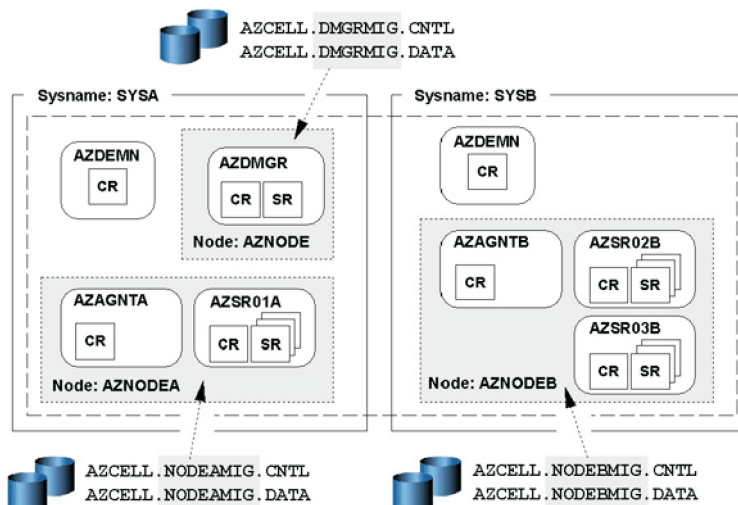 AZCELL.DMGRMIG.CNTL
AZCELL.DMGRMIG.DATA
Sysname: SYSA
AZDEMN
CR
AZDMGR
CR SR
Node: AZNODE
AZAGNTA
CR
AZSR01A
CR SR
Node: AZNODEA
Sysname: SYSB
AZDEMN
CR
AZAGNTB
CR
AZSR02B
CR SR
AZSR03B
CR SR
Node: AZNODEB
AZCELL.NODEAMIG.CNTL
AZCELL.NODEAMIG.DATA
AZCELL.NODEBMIG.CNTL
AZCELL.NODEBMIG.DATA